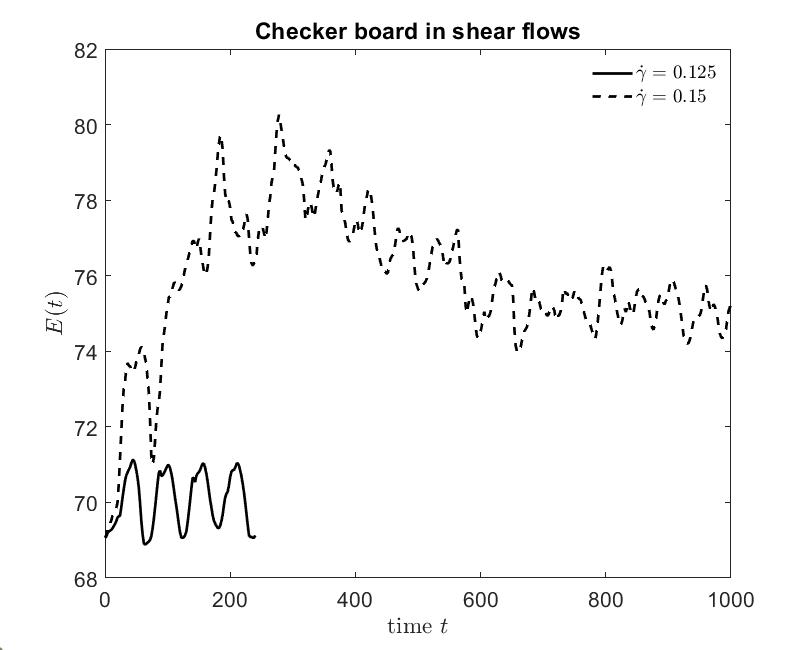 Checker board in shear flows
82
80
78
76
74
72
70
68
E(t)
0 200 400 600 800 1000
time t
γ̇ = 0.125
γ̇ = 0.15